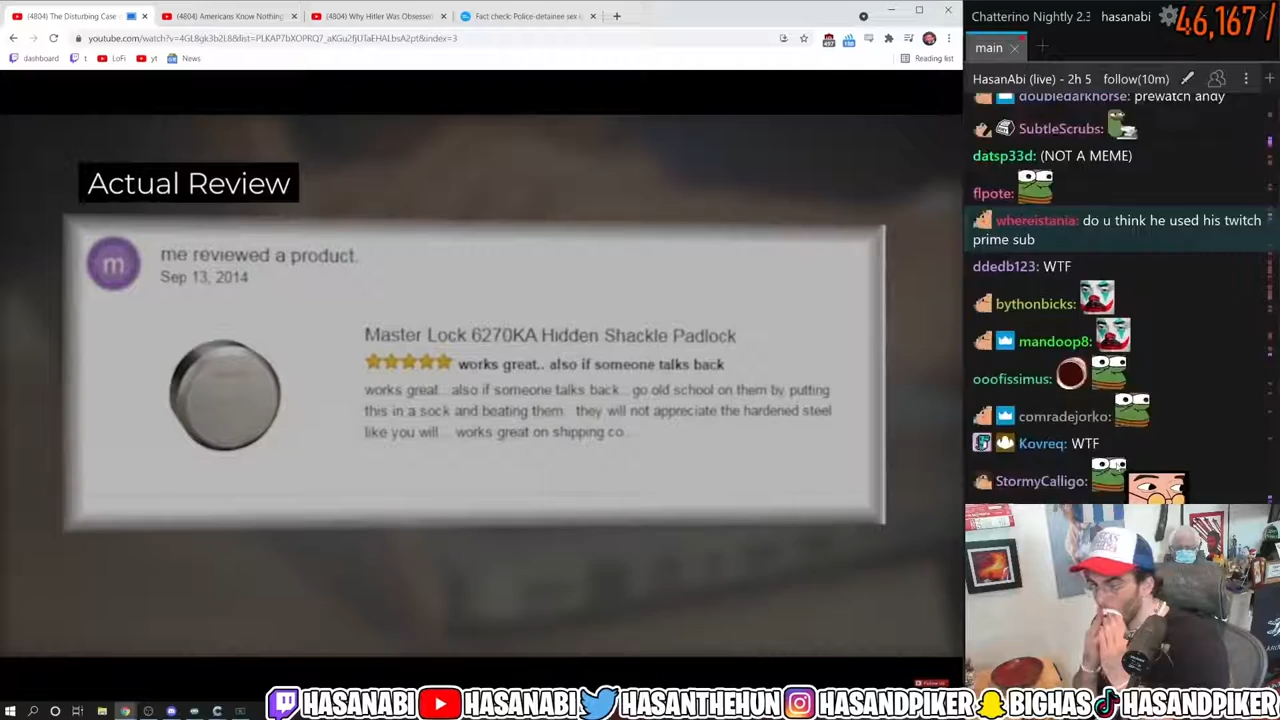 (4804) The Disturbing Case
(4804) Americans Know Nothing
(4804) Why Hitler Was Obsessed
Fact check: Police-detainee sex i
youtube.com/watch?v=4GL8gk3b2L8&list=PLKAP7bXOPRQ7_aKGu2fjUTaEHALbsA2pt&index=3
dashboard
t
LoFi
yt
News
Reading list
Actual Review
m
me reviewed a product.
Sep 13, 2014
Master Lock 6270KA Hidden Shackle Padlock
works great.. also if someone talks back
works great.. also if someone talks back.. go old school on them by putting
this in a sock and beating them.. they will not appreciate the hardened steel
like you will... works great on shipping co...
Follow Us
Chatterino Nightly 2.3
hasanabi
46,167 /
main
HasanAbi (live) - 2h 5
follow(10m)
doubledarkhorse: prewatch andy
SubtleScrubs:
datsp33d: (NOT A MEME)
flpote:
whereistania: do u think he used his twitch
prime sub
ddedb123: WTF
bythonbicks:
mandoop8:
ooofissimus:
comradejorko:
Kovreq: WTF
StormyCalligo:
HASANABI
HASANABI
HASANTHEHUN
HASANDPIKER
BIGHAS
HASANDPIKER